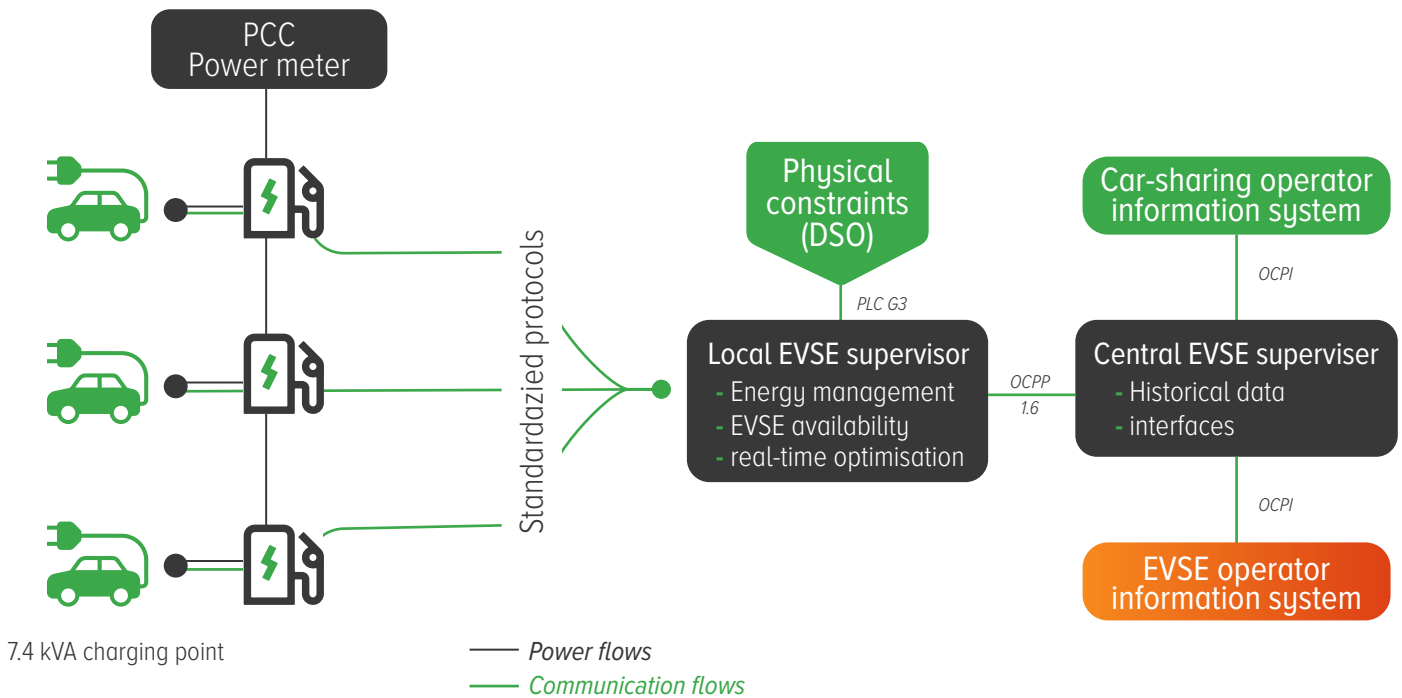 PCC
Power meter
Standardazied protocols
Physical
constraints
(DSO)
PLC G3
Local EVSE supervisor
- Energy management
- EVSE availability
- real-time optimisation
OCPP
1.6
Car-sharing operator
information system
OCPI
Central EVSE superviser
- Historical data
- interfaces
OCPI
EVSE operator
information system
7.4 kVA charging point
Power flows
Communication flows